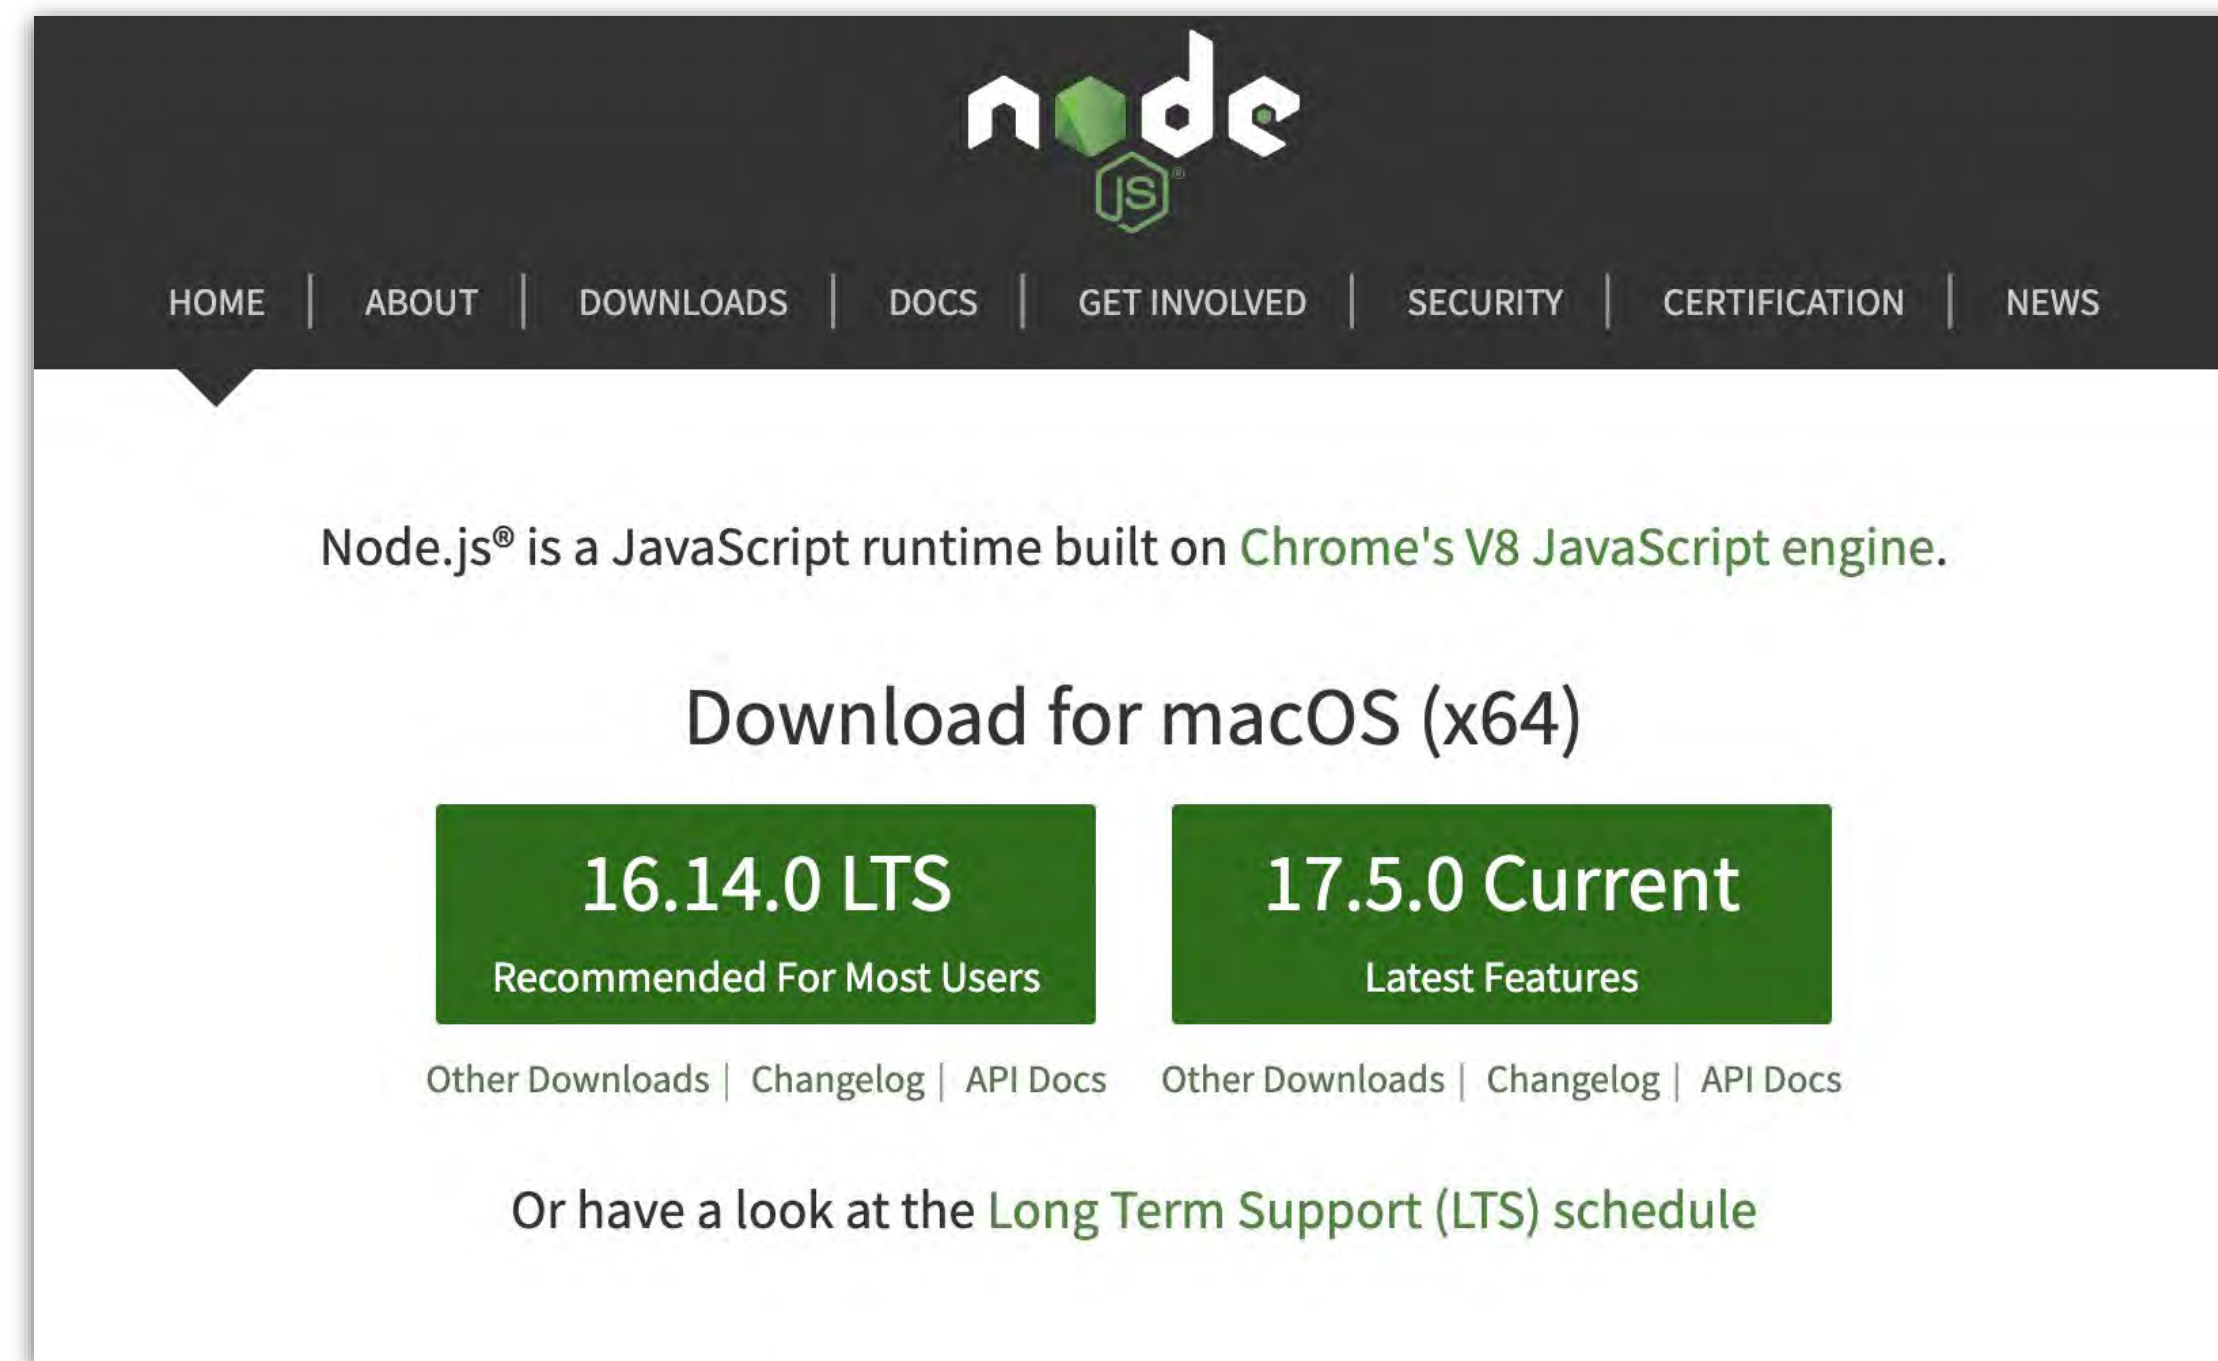 node
JS®
HOME | ABOUT | DOWNLOADS | DOCS | GET INVOLVED | SECURITY | CERTIFICATION | NEWS
Node.js® is a JavaScript runtime built on Chrome's V8 JavaScript engine.
Download for macOS (x64)
16.14.0 LTS
Recommended For Most Users
Other Downloads | Changelog | API Docs
17.5.0 Current
Latest Features
Other Downloads | Changelog | API Docs
Or have a look at the Long Term Support (LTS) schedule